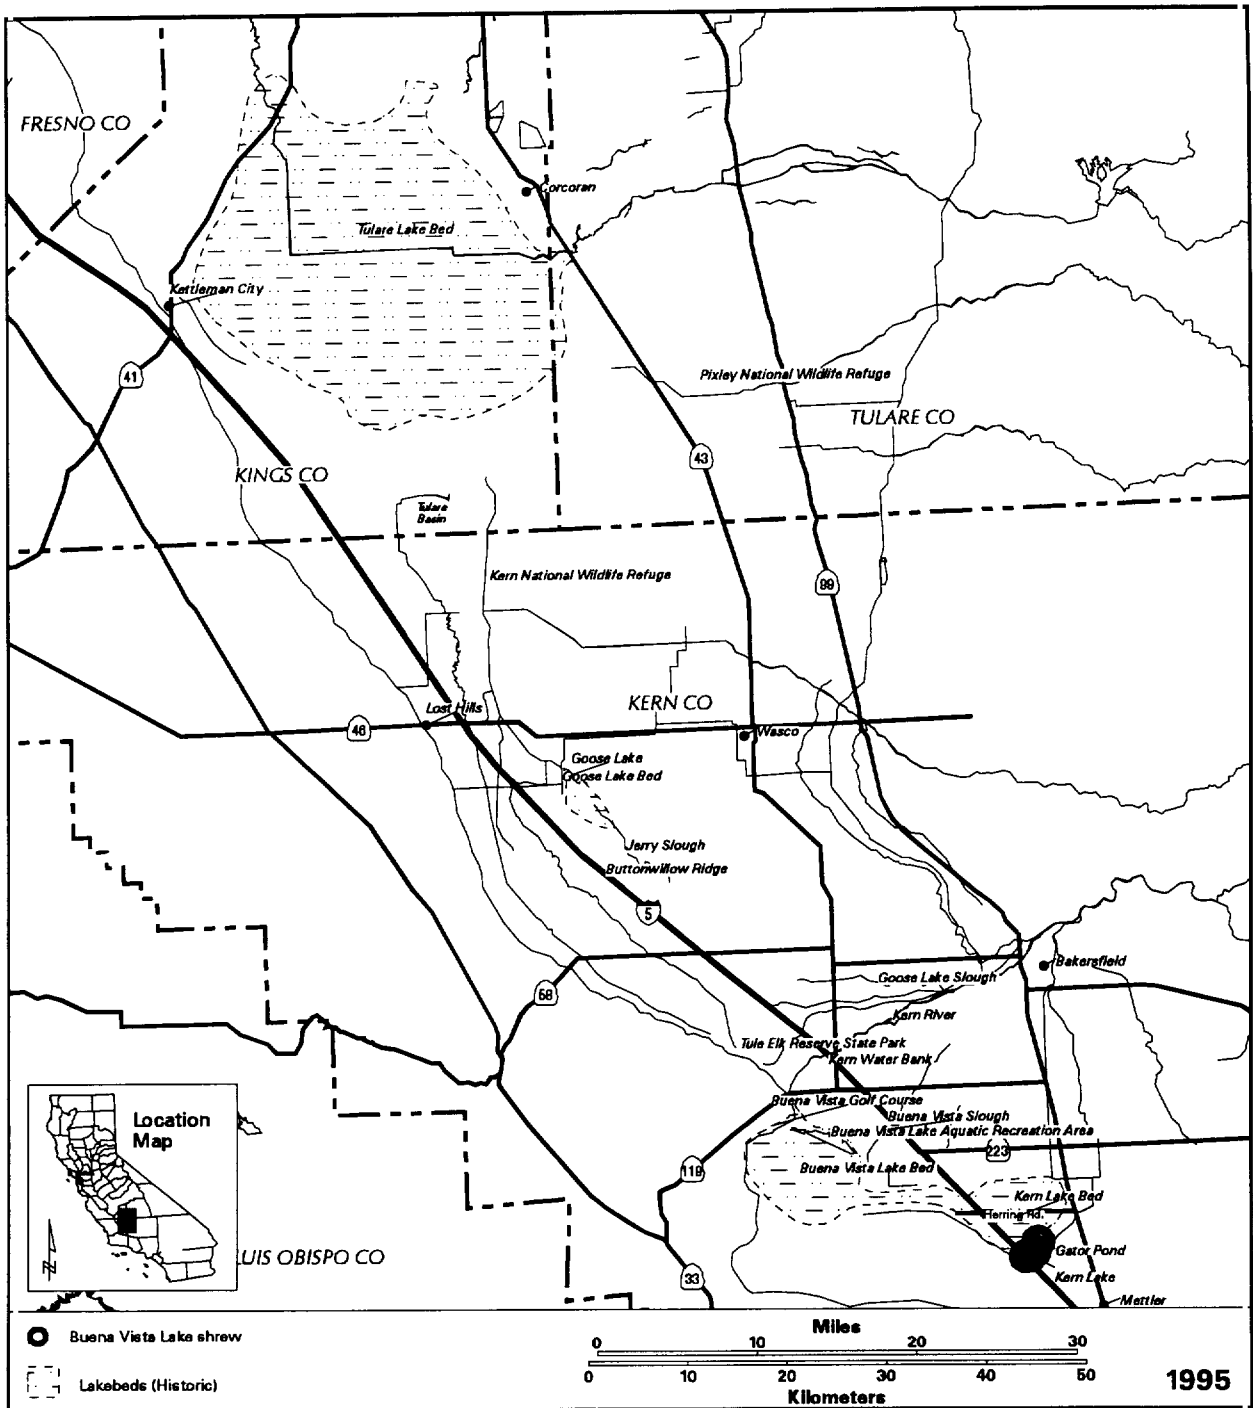 FRESNO CO
Corcoran
Tulare Lake Bed
Kettleman City
41
Pixley National Wildlife Refuge
TULARE CO
43
KINGS CO
Tulare
Basin
Kern National Wildlife Refuge
99
KERN CO
Lost Hills
46
Wasco
Goose Lake
Goose Lake Bed
Jerry Slough
Buttonwillow Ridge
5
Bakersfield
Goose Lake Slough
58
Kern River
Tule Elk Reserve State Park
Kern Water Bank
Buena Vista Golf Course
Buena Vista Slough
Buena Vista Lake Aquatic Recreation Area
223
Location
Map
119
Buena Vista Lake Bed
Kern Lake Bed
Herring Rd.
Gator Pond
LUIS OBISPO CO
Kern Lake
33
Mettler
N
Buena Vista Lake shrew
Lakebeds (Historic)
Miles
0 10 20 30
0 10 20 30 40 50
Kilometers
1995